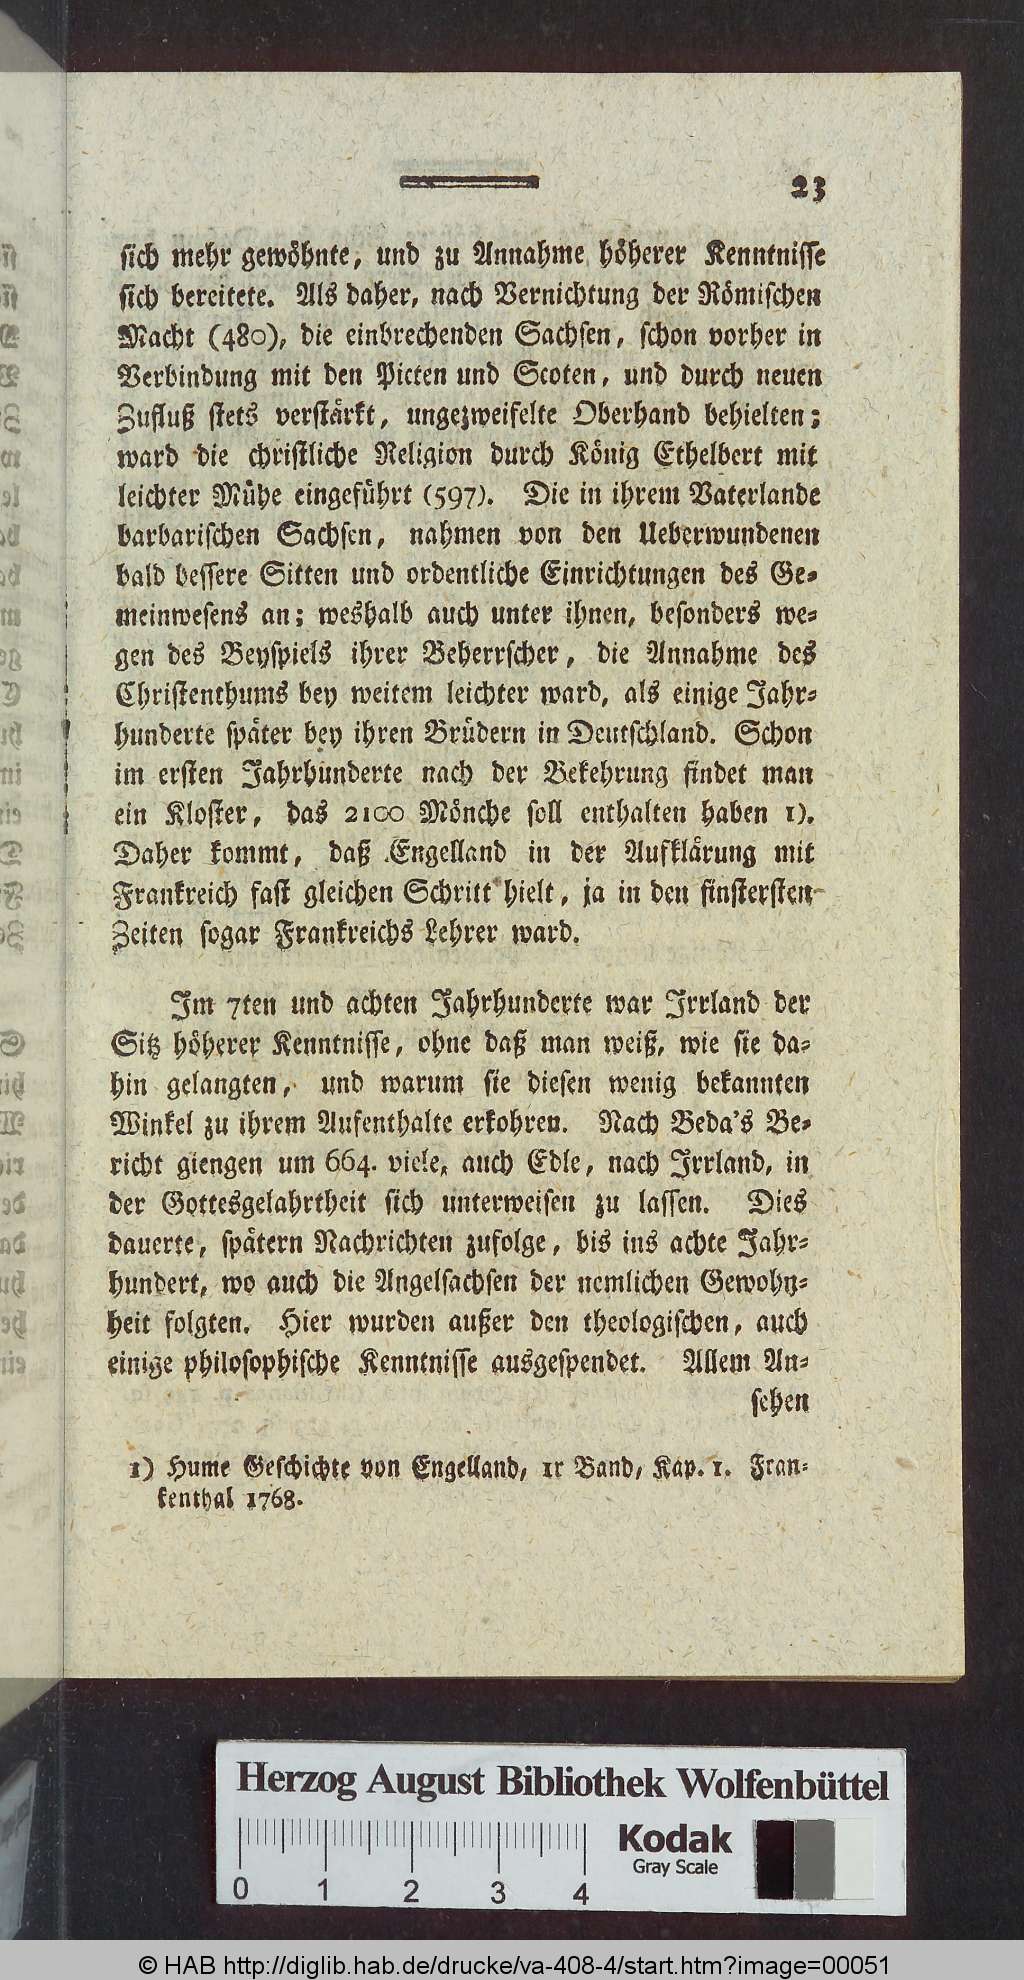 23
sich mehr gewöhnte, und zu Annahme höherer Kenntnisse
sich bereitete. Als daher, nach Vernichtung der Römischen
Macht (480), die einbrechenden Sachsen, schon vorher in
Verbindung mit den Picten und Scoten, und durch neuen
Zufluß stets verstärkt, ungezweifelte Oberhand behielten;
ward die christliche Religion durch König Ethelbert mit
leichter Mühe eingeführt (597). Die in ihrem Vaterlande
barbarischen Sachsen, nahmen von den Ueberwundenen
bald bessere Sitten und ordentliche Einrichtungen des Ge-
meinwesens an; weshalb auch unter ihnen, besonders we-
gen des Beyspiels ihrer Beherrscher, die Annahme des
Christenthums bey weitem leichter ward, als einige Jahr-
hunderte später bey ihren Brüdern in Deutschland. Schon
im ersten Jahrhunderte nach der Bekehrung findet man
ein Kloster, das 2100 Mönche soll enthalten haben 1).
Daher kommt, daß Engelland in der Aufklärung mit
Frankreich fast gleichen Schritt hielt, ja in den finstersten
Zeiten sogar Frankreichs Lehrer ward.
Im 7ten und achten Jahrhunderte war Irrland der
Sitz höherer Kenntnisse, ohne daß man weiß, wie sie da-
hin gelangten, und warum sie diesen wenig bekannten
Winkel zu ihrem Aufenthalte erkohren. Nach Beda's Be-
richt giengen um 664. viele, auch Edle, nach Irrland, in
der Gottesgelahrtheit sich unterweisen zu lassen. Dies
dauerte, spätern Nachrichten zufolge, bis ins achte Jahr-
hundert, wo auch die Angelsachsen der nemlichen Gewohn-
heit folgten. Hier wurden außer den theologischen, auch
einige philosophische Kenntnisse ausgespendet. Allem An-
sehen
1) Hume Geschichte von Engelland, 1r Band, Kap. 1. Fran-
kenthal 1768.
Herzog August Bibliothek Wolfenbüttel
Kodak
Gray Scale
0 1 2 3 4
© HAB http://diglib.hab.de/drucke/va-408-4/start.htm?image=00051